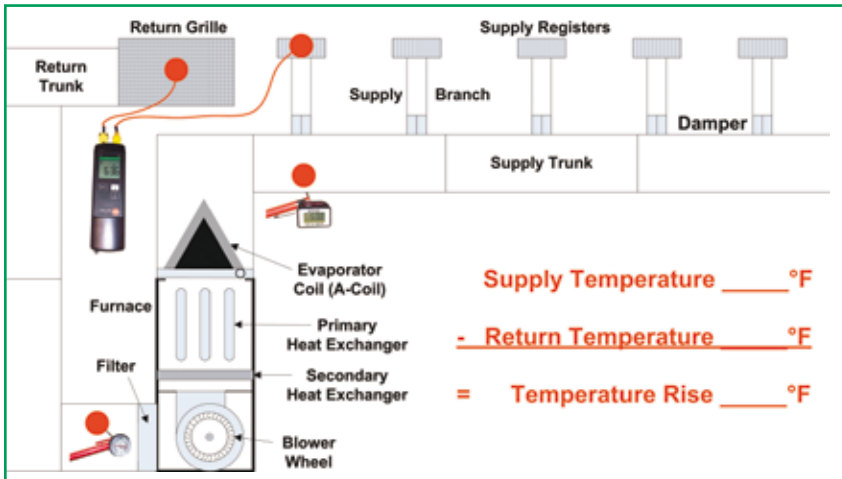 Return Grille
Supply Registers
Return
Trunk
Supply
Branch
Damper
Supply Trunk
Evaporator
Coil (A-Coil)
Furnace
Primary
Heat Exchanger
Filter
Secondary
Heat Exchanger
Blower
Wheel
Supply Temperature _____°F
- Return Temperature _____°F
= Temperature Rise _____°F